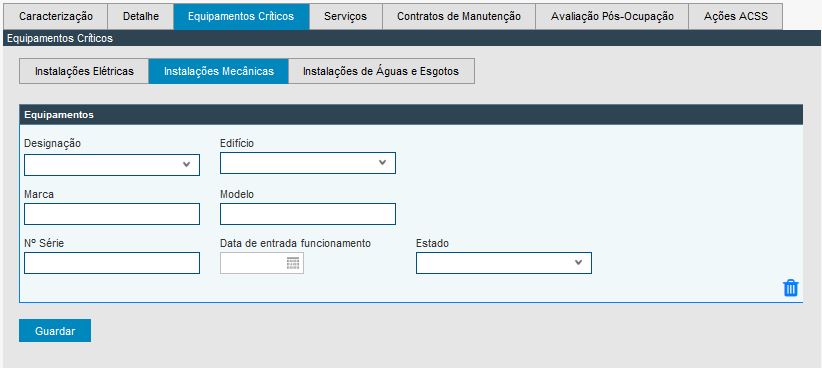 Caracterização Detalhe Equipamentos Críticos Serviços Contratos de Manutenção Avaliação Pós-Ocupação Ações ACSS
Equipamentos Críticos
Instalações Elétricas Instalações Mecânicas Instalações de Águas e Esgotos
Equipamentos
Designação Edifício
Marca Modelo
Nº Série Data de entrada funcionamento Estado
Guardar